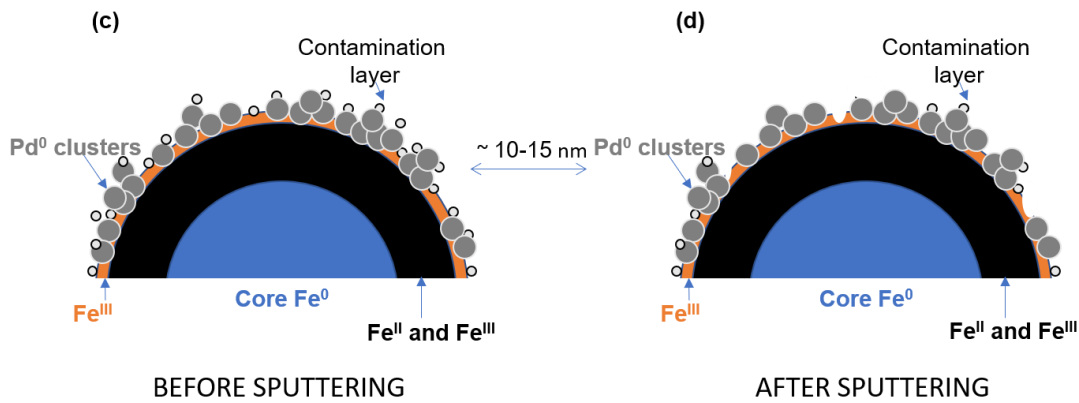 (c)
Contamination
layer
Pd⁰ clusters
Core Fe⁰
Feᴵᴵᴵ
Feᴵᴵ and Feᴵᴵᴵ
BEFORE SPUTTERING
~ 10-15 nm
(d)
Contamination
layer
Pd⁰ clusters
Core Fe⁰
Feᴵᴵᴵ
Feᴵᴵ and Feᴵᴵᴵ
AFTER SPUTTERING